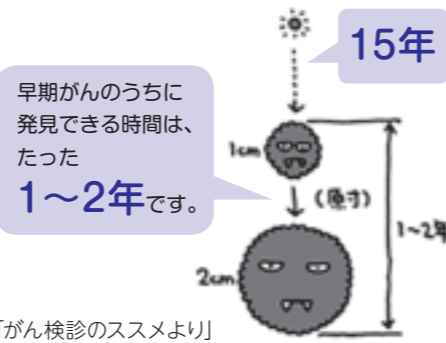 15年
早期がんのうちに
発見できる時間は、
たった
1〜2年です。
1cm
(原寸)
1〜2年
2cm
「がん検診のススメより」